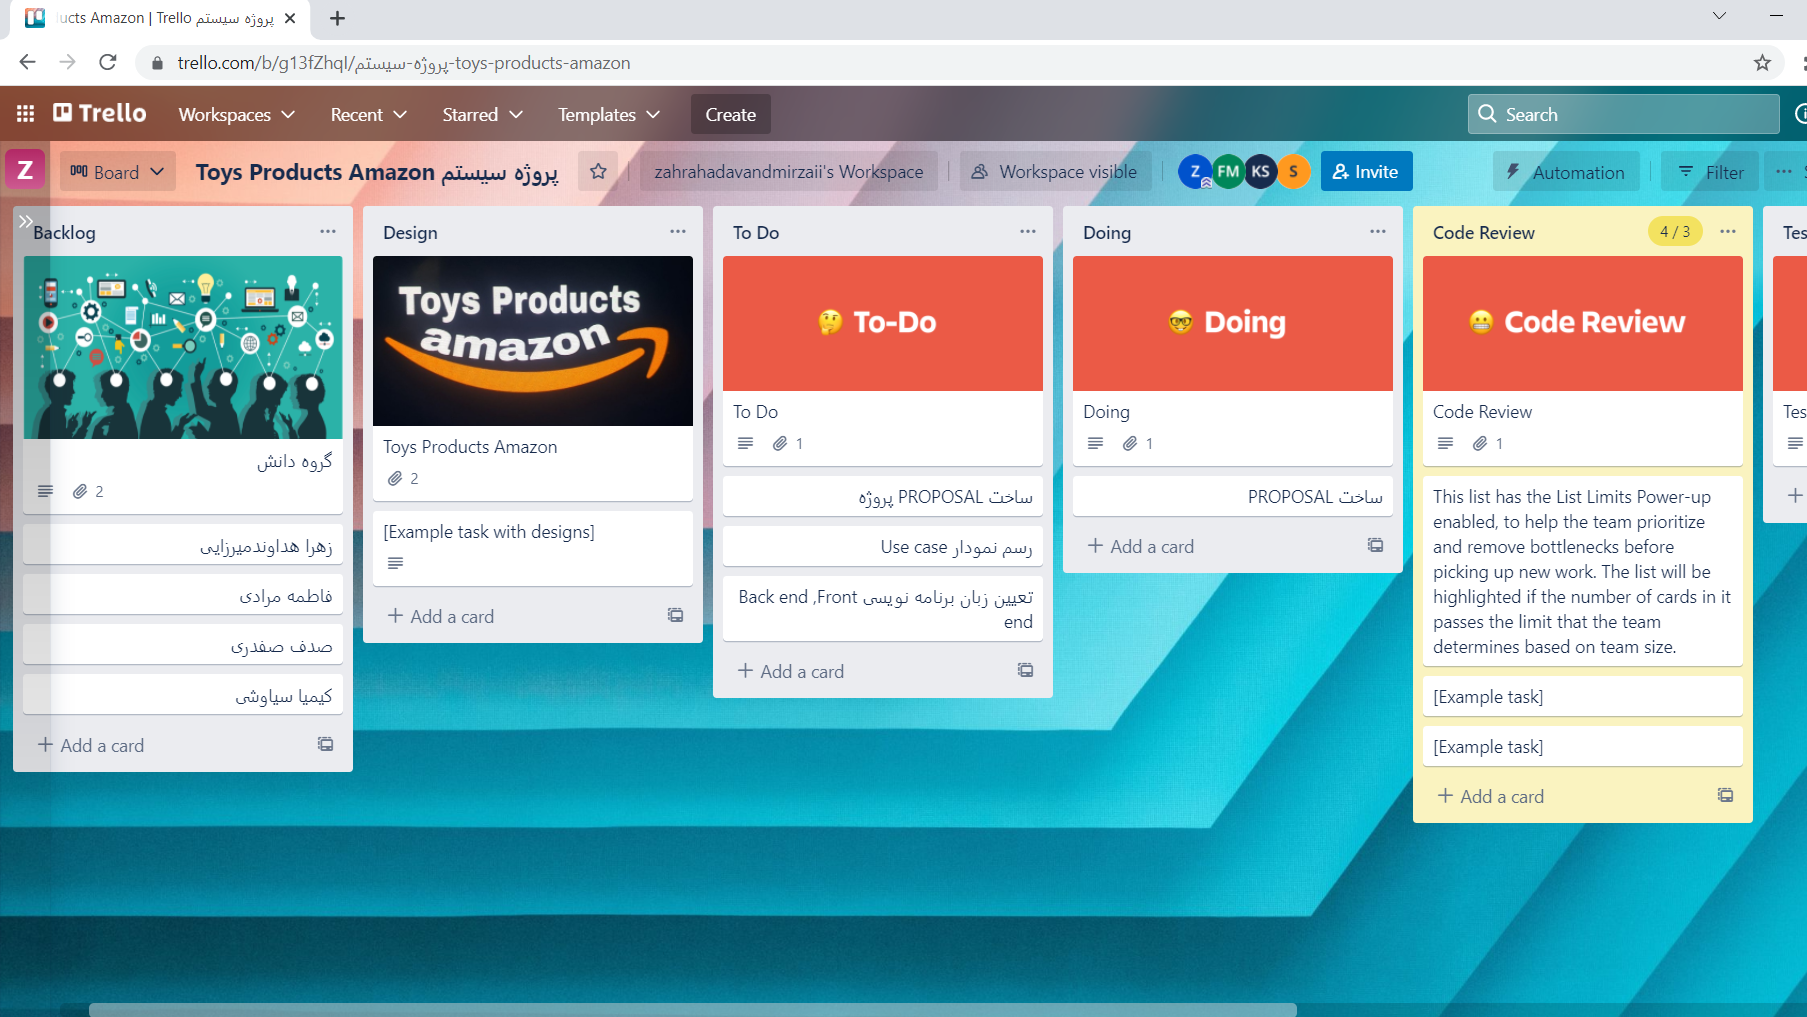 پروژه سیستم Toys Products Amazon | Trello
trello.com/b/g13fZhqI/پروژه-سیستم-toys-products-amazon
Trello
Workspaces
Recent
Starred
Templates
Create
Search
Z
Board
Toys Products Amazon پروژه سیستم
zahrahadavandmirzaii's Workspace
Workspace visible
Z
FM
KS
S
Invite
Automation
Filter
Backlog
گروه دانش
2
زهرا هداوندمیرزایی
فاطمه مرادی
صدف صفدری
کیمیا سیاوشی
Add a card
Design
Toys Products
amazon
Toys Products Amazon
2
[Example task with designs]
Add a card
To Do
To-Do
To Do
1
ساخت PROPOSAL پروژه
رسم نمودار Use case
تعیین زبان برنامه نویسی Back end ,Front
end
Add a card
Doing
Doing
Doing
1
ساخت PROPOSAL
Add a card
Code Review
4 / 3
Code Review
Code Review
1
This list has the List Limits Power-up
enabled, to help the team prioritize
and remove bottlenecks before
picking up new work. The list will be
highlighted if the number of cards in it
passes the limit that the team
determines based on team size.
[Example task]
[Example task]
Add a card
Tes
Tes